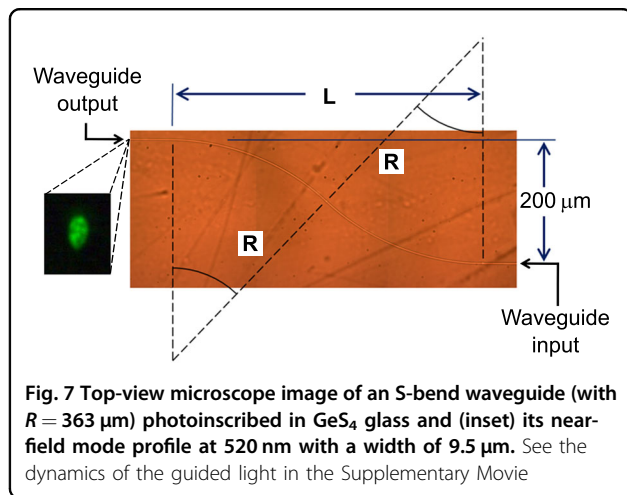 Waveguide
output
L
R
R
200 μm
Waveguide
input
Fig. 7 Top-view microscope image of an S-bend waveguide (with
R = 363 μm) photoinscribed in GeS₄ glass and (inset) its near-
field mode profile at 520 nm with a width of 9.5 μm. See the
dynamics of the guided light in the Supplementary Movie